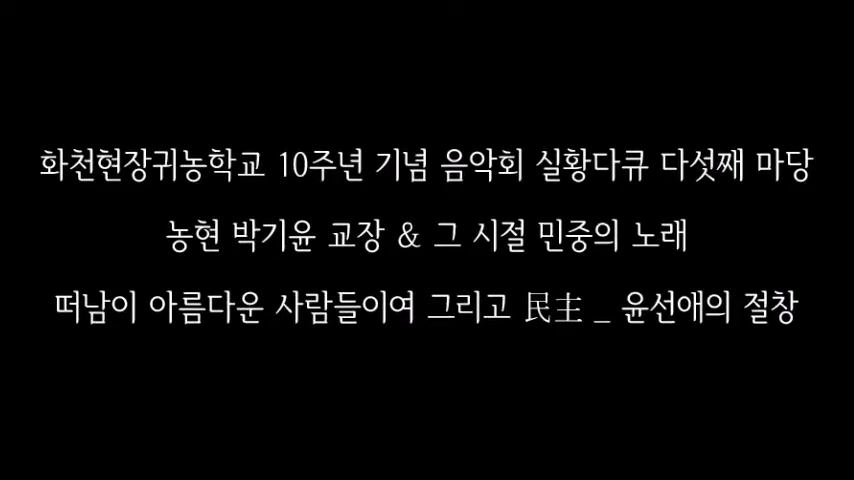 화천현장귀농학교 10주년 기념 음악회 실황다큐 다섯째 마당
농현 박기윤 교장 & 그 시절 민중의 노래
떠남이 아름다운 사람들이여 그리고 民主 _ 윤선애의 절창